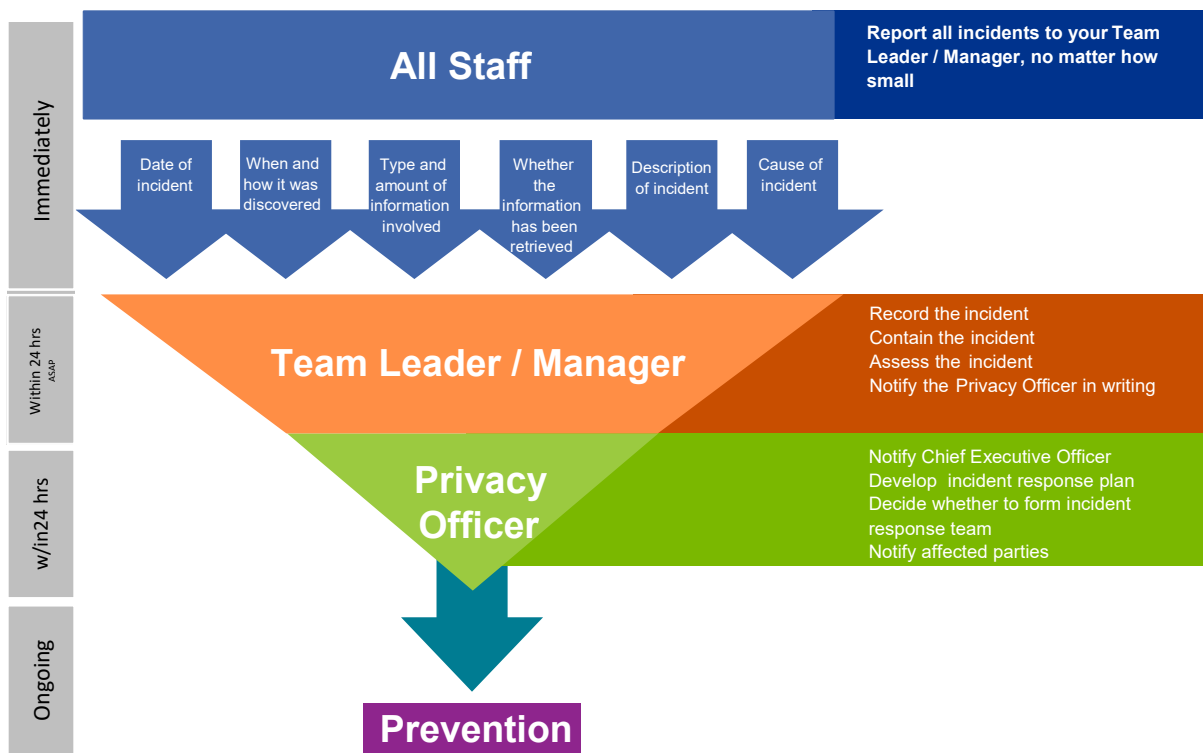 All Staff
Report all incidents to your Team
Leader / Manager, no matter how
small
Immediately
Date of
incident
When and
how it was
discovered
Type and
amount of
information
involved
Whether
the
information
has been
retrieved
Description
of incident
Cause of
incident
Within 24 hrs
ASAP
Team Leader / Manager
Record the incident
Contain the incident
Assess the incident
Notify the Privacy Officer in writing
w/in24 hrs
Privacy
Officer
Notify Chief Executive Officer
Develop incident response plan
Decide whether to form incident
response team
Notify affected parties
Ongoing
Prevention